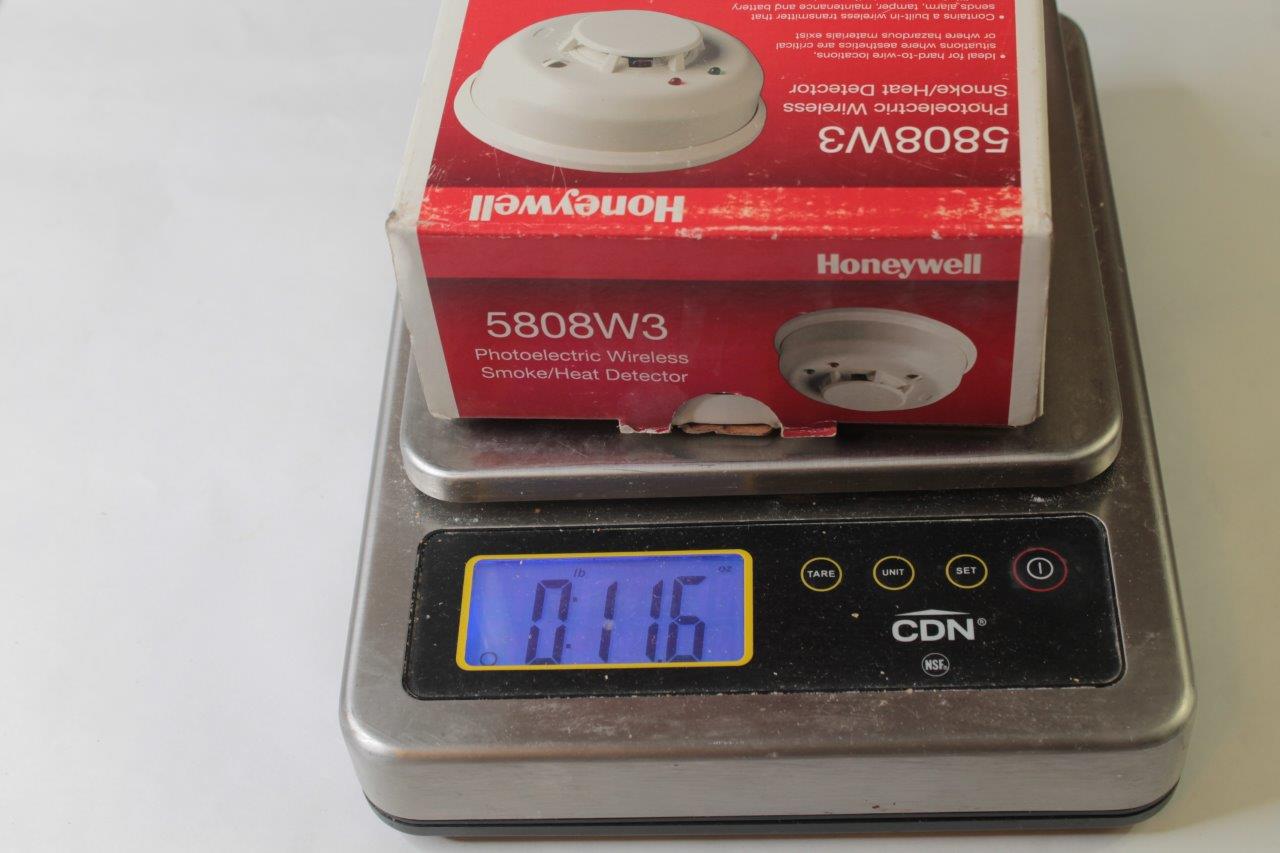 sends, alarm, tamper, maintenance and battery
• Contains a built-in wireless transmitter that
or where hazardous materials exist
situations where aesthetics are critical
• Ideal for hard-to-wire locations,
Smoke/Heat Detector
Photoelectric Wireless
5808W3
Honeywell
Honeywell
5808W3
Photoelectric Wireless
Smoke/Heat Detector
lb
oz
0:11.6
TARE
UNIT
SET
CDN®
NSF®